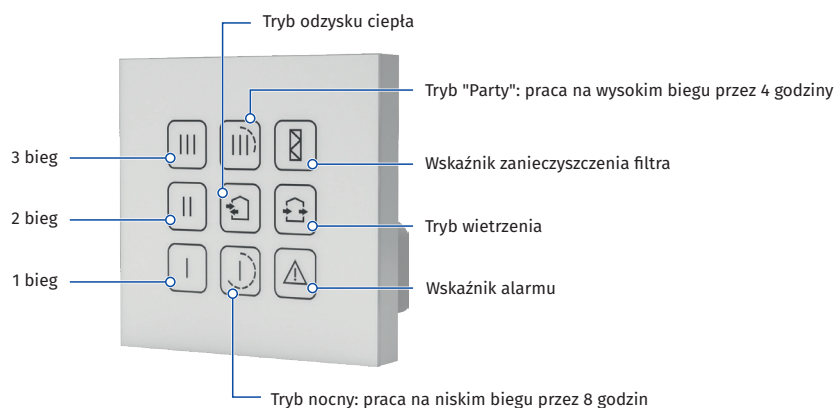 Tryb odzysku ciepła
Tryb "Party": praca na wysokim biegu przez 4 godziny
3 bieg
Wskaźnik zanieczyszczenia filtra
2 bieg
Tryb wietrzenia
1 bieg
Wskaźnik alarmu
Tryb nocny: praca na niskim biegu przez 8 godzin